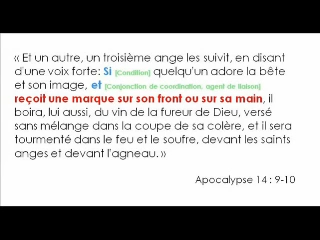 « Et un autre, un troisième ange les suivit, en disant
d'une voix forte: Si [Condition] quelqu'un adore la bête
et son image, et [Conjonction de coordination, agent de liaison]
reçoit une marque sur son front ou sur sa main, il
boira, lui aussi, du vin de la fureur de Dieu, versé
sans mélange dans la coupe de sa colère, et il sera
tourmenté dans le feu et le soufre, devant les saints
anges et devant l'agneau. »
Apocalypse 14 : 9-10